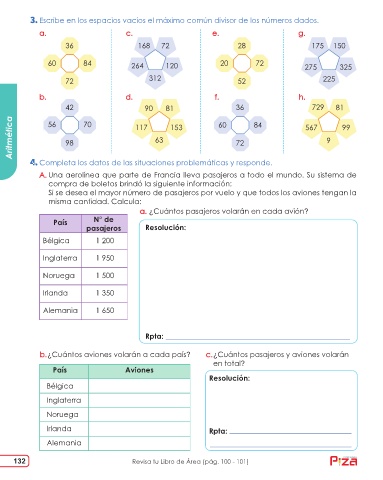 3. Escribe en los espacios vacíos el máximo común divisor de los números dados.
a. c. e. g.
36 168 72 28 175 150
60 84 264 120 20 72 275 325
72 312 52 225
b. d. f. h.
42 90 81 36 729 81
56 70 117 153 60 84 567 99
98 63 72 9
Aritmética
4. Completa los datos de las situaciones problemáticas y responde.
A. Una aerolínea que parte de Francia lleva pasajeros a todo el mundo. Su sistema de
compra de boletos brindó la siguiente información:
Si se desea el mayor número de pasajeros por vuelo y que todos los aviones tengan la
misma cantidad. Calcula:
a. ¿Cuántos pasajeros volarán en cada avión?
País N° de pasajeros
Bélgica 1 200
Inglaterra 1 950
Noruega 1 500
Irlanda 1 350
Alemania 1 650
Resolución:
Rpta:
b. ¿Cuántos aviones volarán a cada país?
País Aviones
Bélgica
Inglaterra
Noruega
Irlanda
Alemania
c. ¿Cuántos pasajeros y aviones volarán
en total?
Resolución:
Rpta:
132 Revisa tu Libro de Área (pág. 100 - 101)